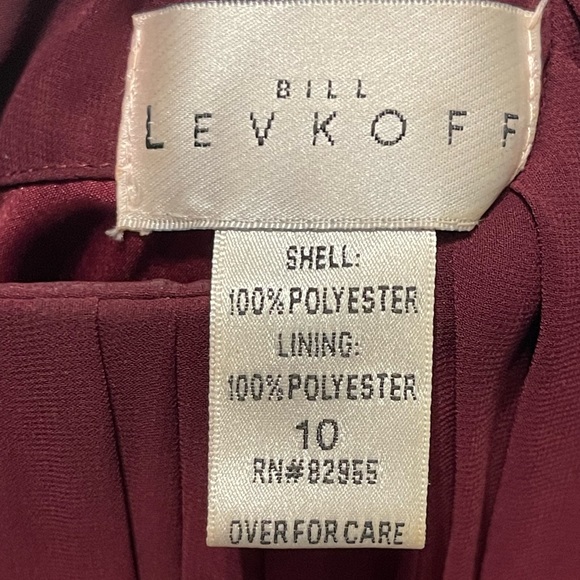 BILL
LEVKOFF
SHELL:
100% POLYESTER
LINING:
100% POLYESTER
10
RN#82955
OVER FOR CARE